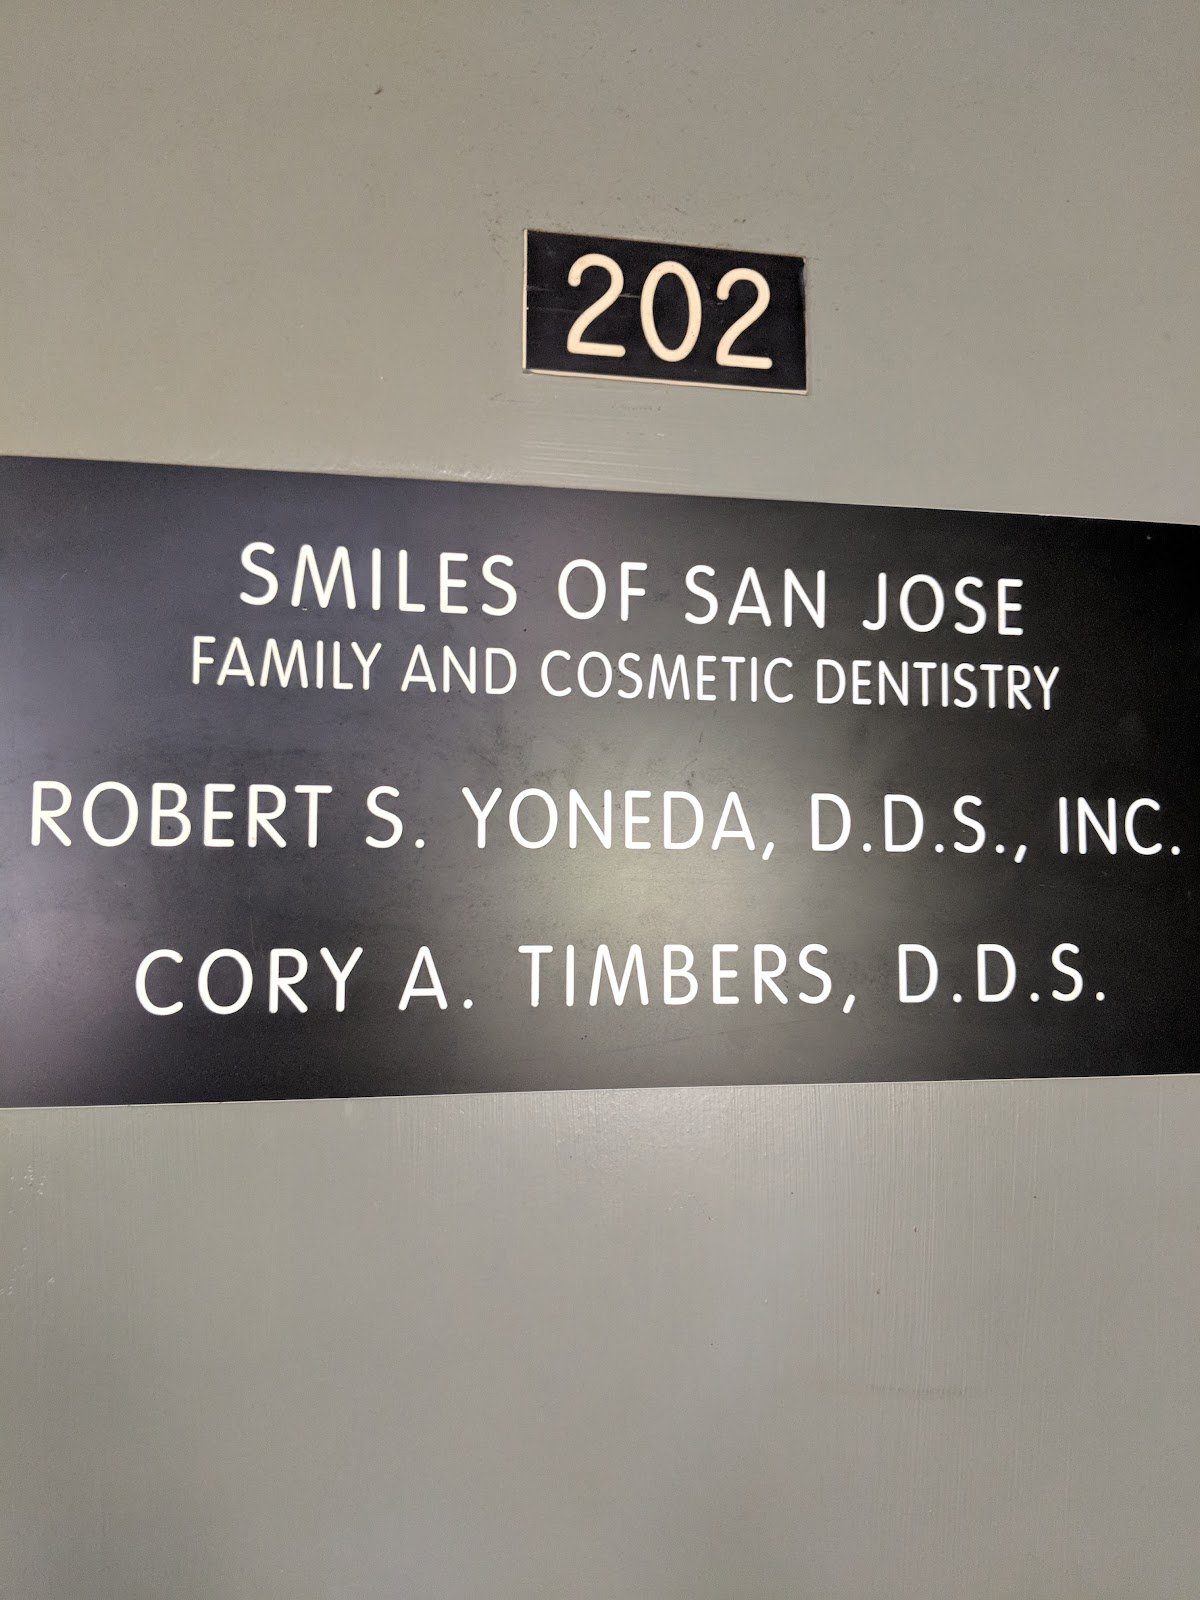 202
SMILES OF SAN JOSE
FAMILY AND COSMETIC DENTISTRY
ROBERT S. YONEDA, D.D.S., INC.
CORY A. TIMBERS, D.D.S.